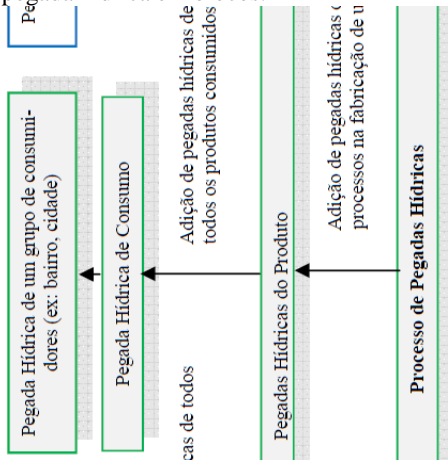 Pegada Hídrica de um grupo de consumi-
dores (ex: bairro, cidade)
Pegada Hídrica de Consumo
Adição de pegadas hídricas de
todos os produtos consumidos
cas de todos
Pegadas Hídricas do Produto
Adição de pegadas hídricas
processos na fabricação de u
Processo de Pegadas Hídricas